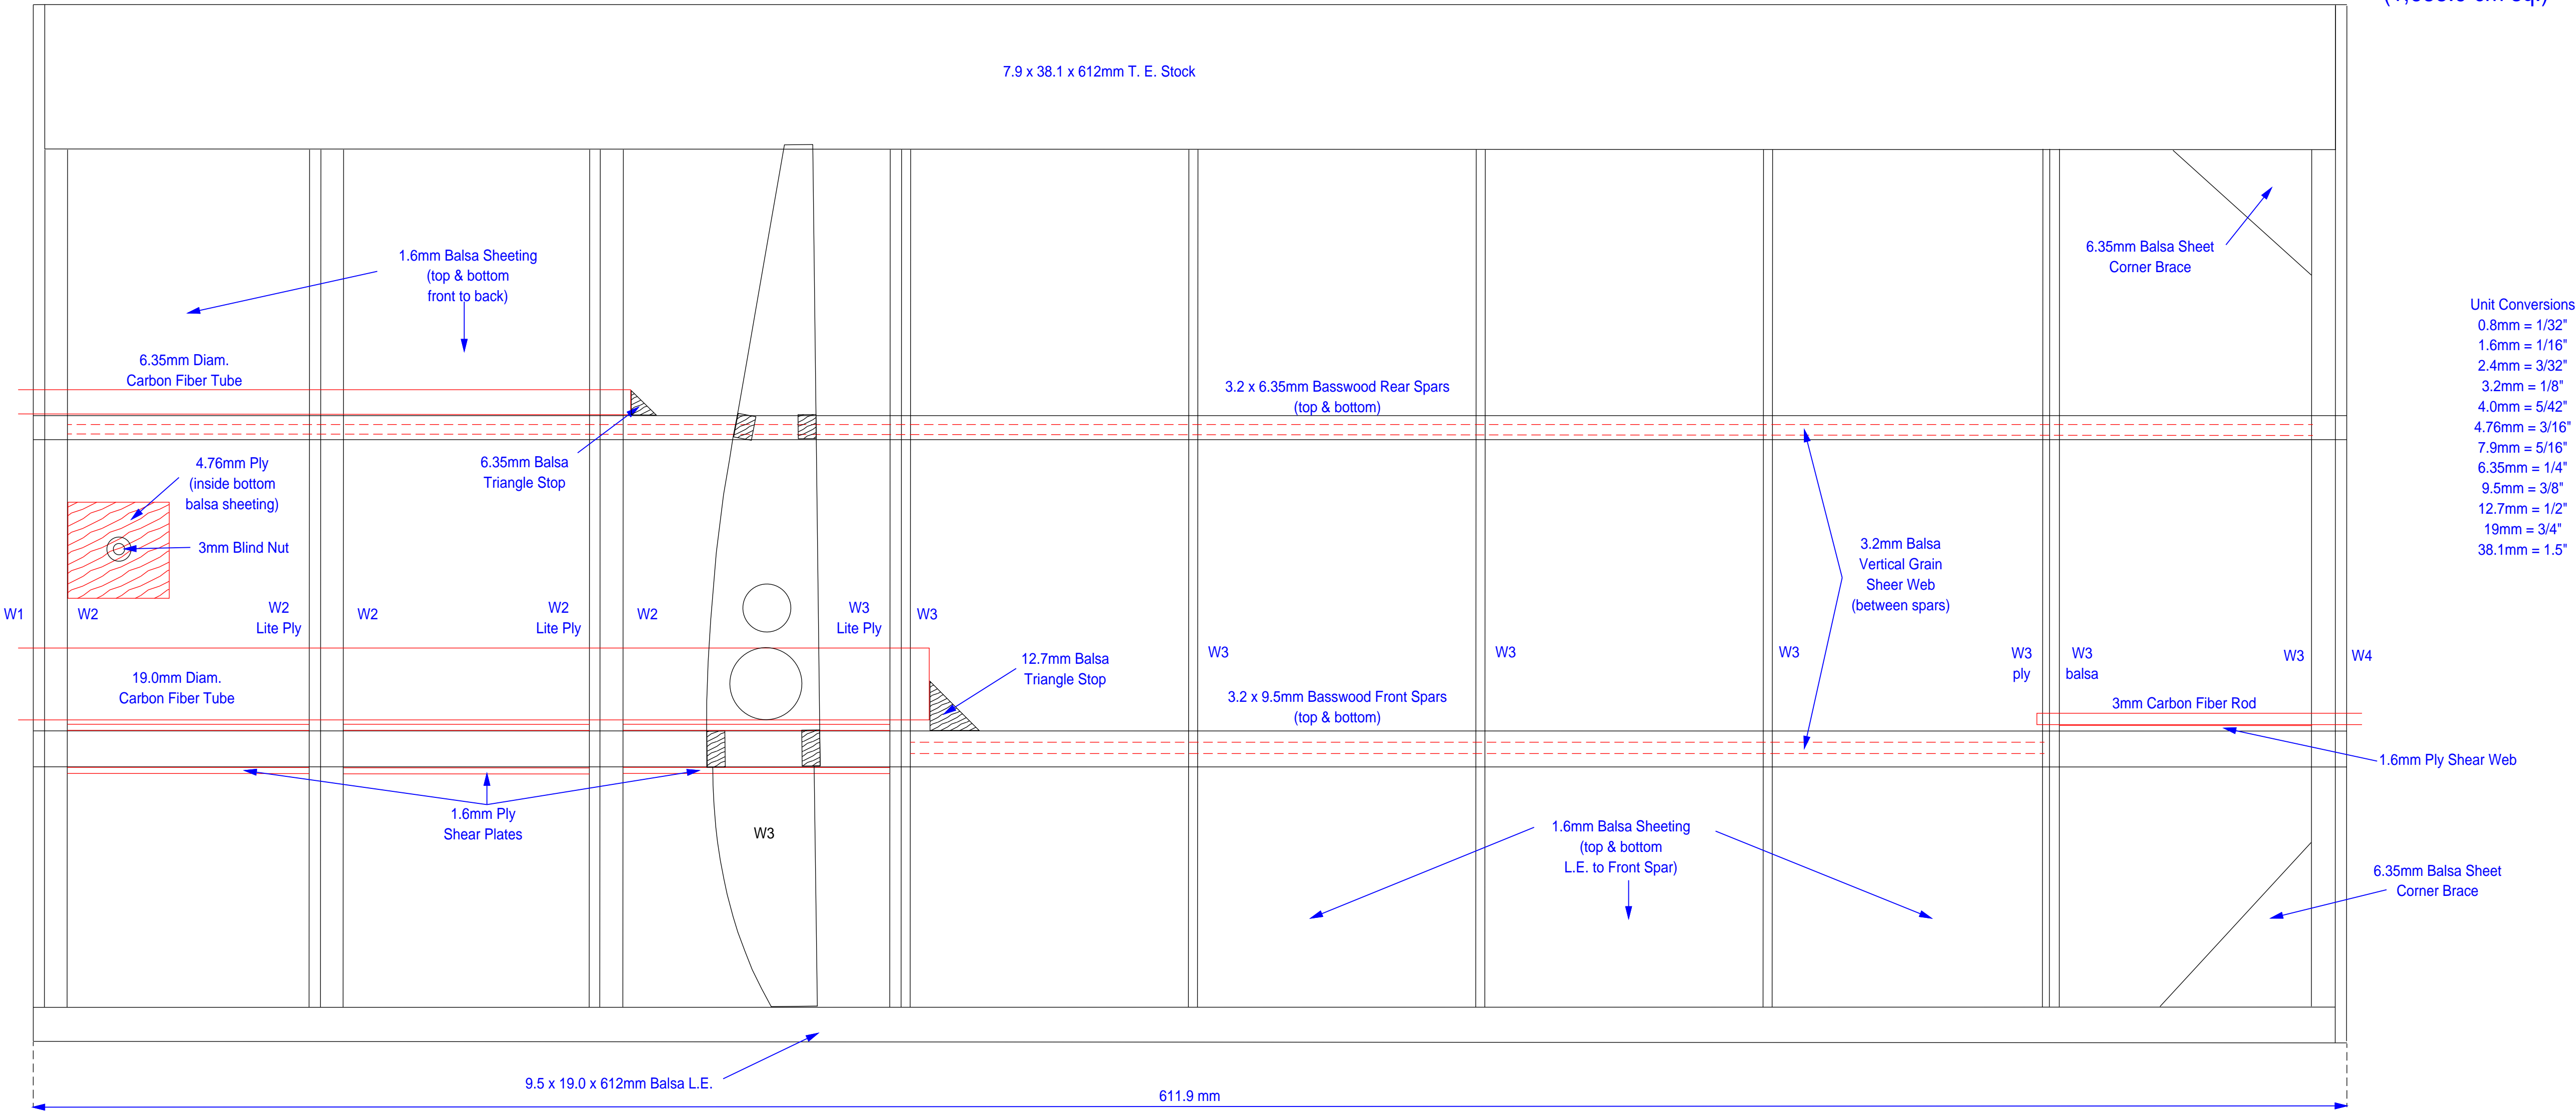 7.9 x 38.1 x 612mm T. E. Stock
1.6mm Balsa Sheeting
(top & bottom
front to back)
6.35mm Balsa Sheet
Corner Brace
Unit Conversions
0.8mm = 1/32"
1.6mm = 1/16"
2.4mm = 3/32"
3.2mm = 1/8"
4.0mm = 5/42"
4.76mm = 3/16"
7.9mm = 5/16"
6.35mm = 1/4"
9.5mm = 3/8"
12.7mm = 1/2"
19mm = 3/4"
38.1mm = 1.5"
6.35mm Diam.
Carbon Fiber Tube
3.2 x 6.35mm Basswood Rear Spars
(top & bottom)
4.76mm Ply
(inside bottom
balsa sheeting)
6.35mm Balsa
Triangle Stop
3mm Blind Nut
3.2mm Balsa
Vertical Grain
Sheer Web
(between spars)
W1
W2
W2
Lite Ply
W2
W2
Lite Ply
W2
W3
Lite Ply
W3
W3
W3
W3
W3
ply
W3
balsa
W3
W4
19.0mm Diam.
Carbon Fiber Tube
12.7mm Balsa
Triangle Stop
3.2 x 9.5mm Basswood Front Spars
(top & bottom)
3mm Carbon Fiber Rod
1.6mm Ply Shear Web
1.6mm Ply
Shear Plates
W3
1.6mm Balsa Sheeting
(top & bottom
L.E. to Front Spar)
6.35mm Balsa Sheet
Corner Brace
9.5 x 19.0 x 612mm Balsa L.E.
611.9 mm